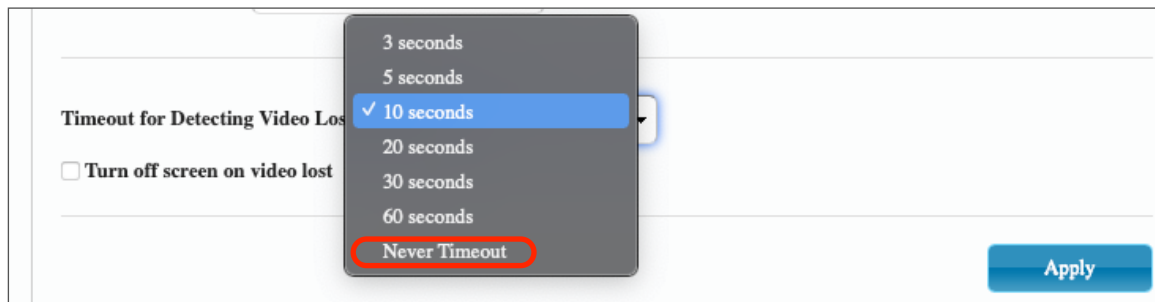 3 seconds
5 seconds
Timeout for Detecting Video Los
✓ 10 seconds
20 seconds
Turn off screen on video lost
30 seconds
60 seconds
Never Timeout
Apply